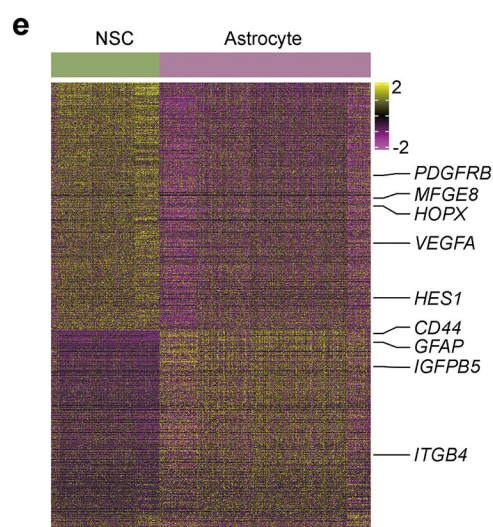 e
NSC Astrocyte
2
-2
PDGFRB
MFGE8
HOPX
VEGFA
HES1
CD44
GFAP
IGFPB5
ITGB4